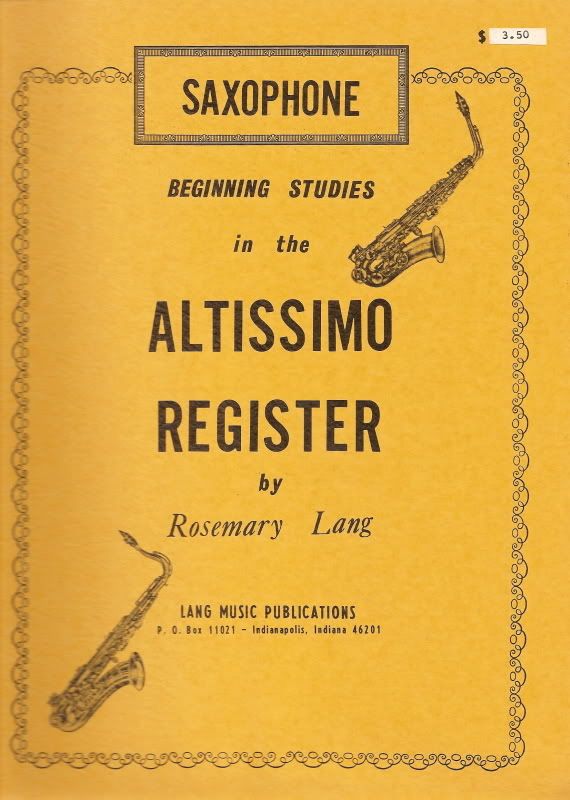 $ 3.50
SAXOPHONE
BEGINNING STUDIES
in the
ALTISSIMO
REGISTER
by
Rosemary Lang
LANG MUSIC PUBLICATIONS
P. O. Box 11021 - Indianapolis, Indiana 46201